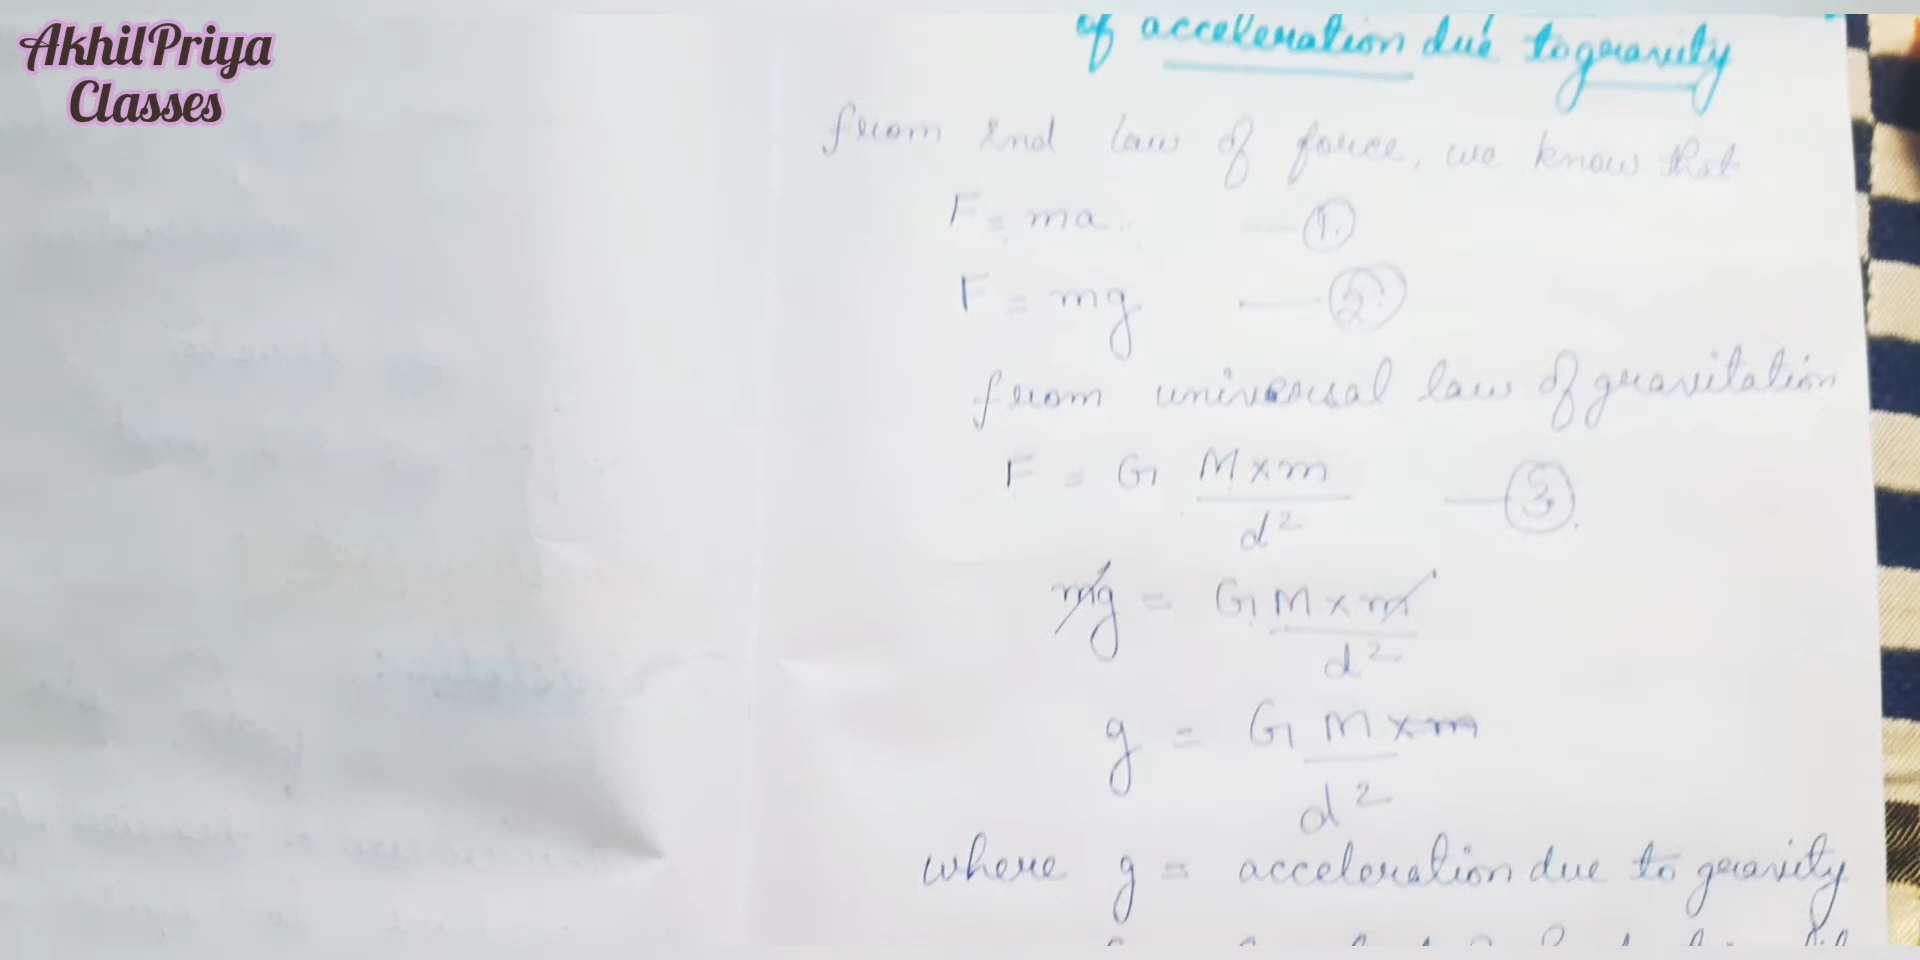 AkhilPriya
Classes
of acceleration due to gravity
from 2nd law of force, we know that
F = ma. — 1.
F = mg — 2.
from universal law of gravitation
F = G M × m / d² — 3.
mg = G M × m / d²
g = G M × m / d²
where g = acceleration due to gravity